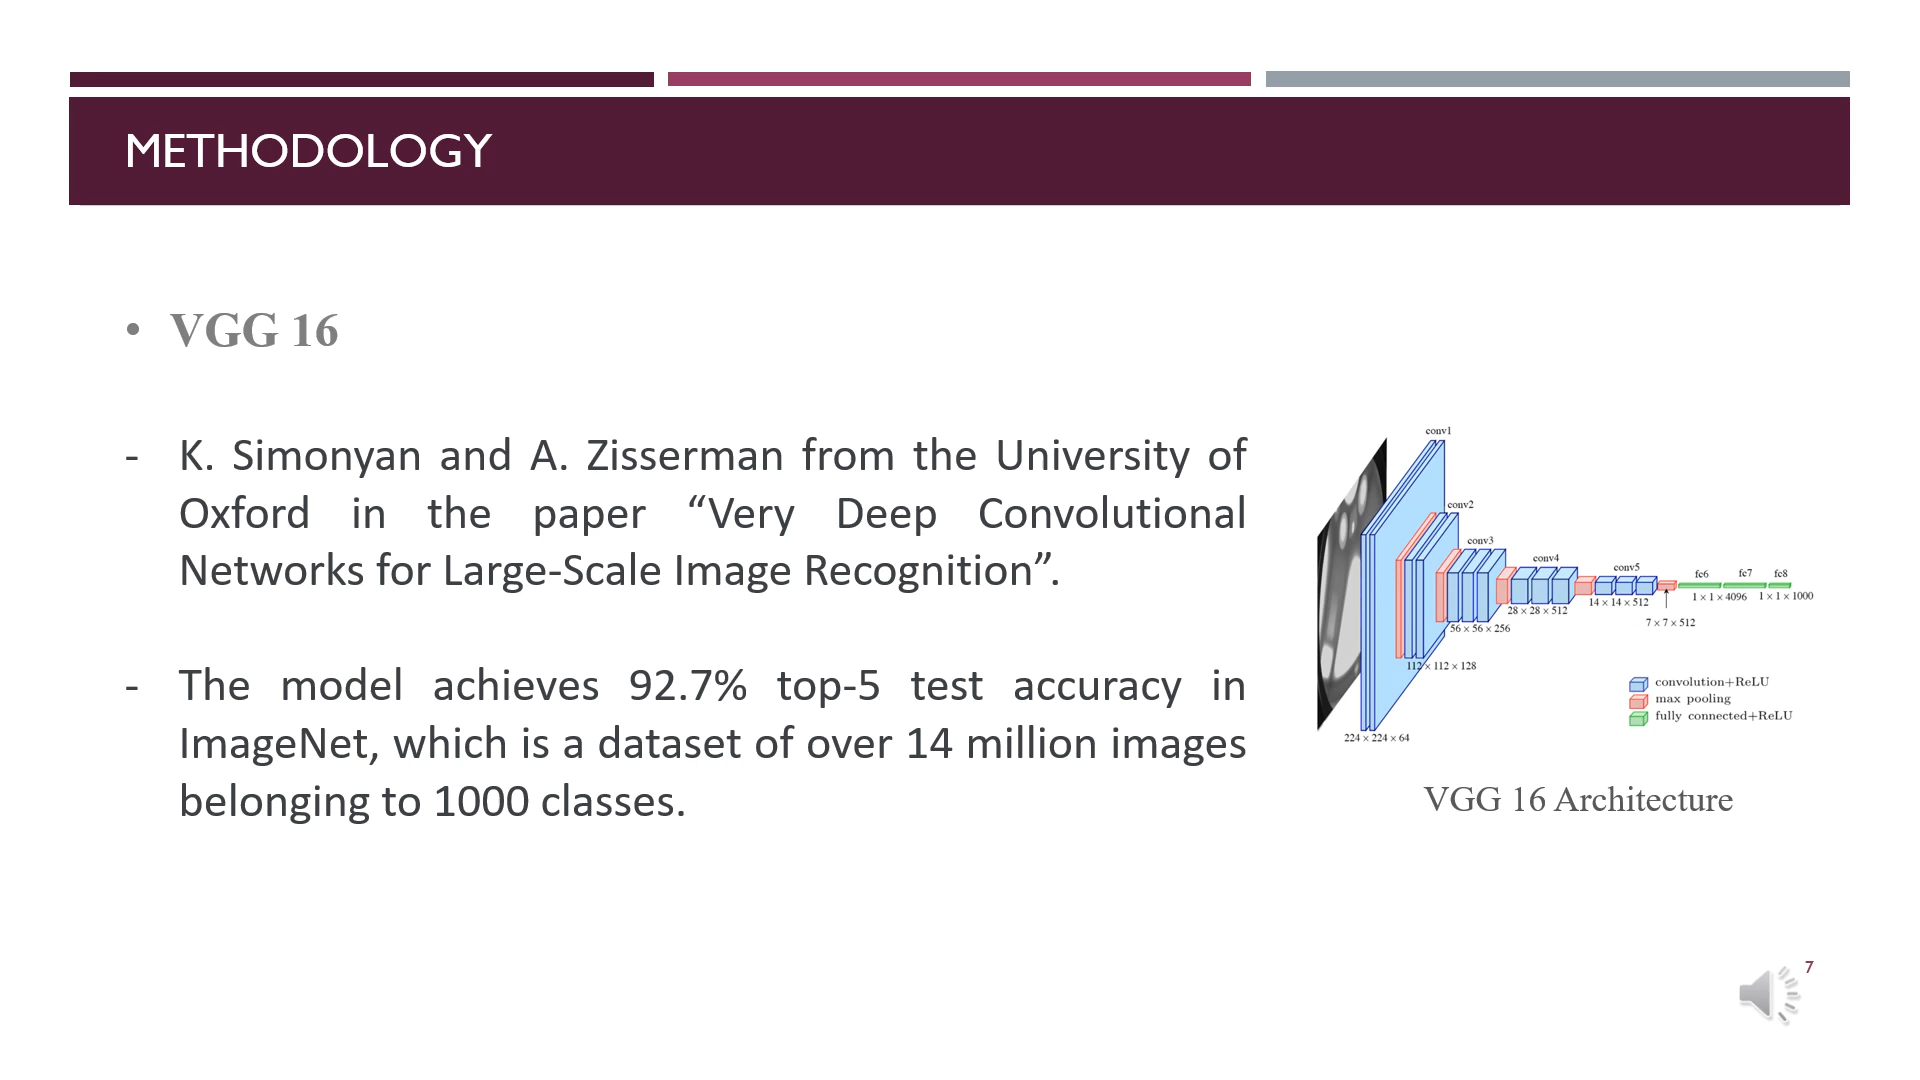 METHODOLOGY
• VGG 16
- K. Simonyan and A. Zisserman from the University of
Oxford in the paper “Very Deep Convolutional
Networks for Large-Scale Image Recognition”.
- The model achieves 92.7% top-5 test accuracy in
ImageNet, which is a dataset of over 14 million images
belonging to 1000 classes.
conv1
conv2
conv3
conv4
conv5
fc6 fc7 fc8
1 × 1 × 4096 1 × 1 × 1000
14 × 14 × 512
28 × 28 × 512
7 × 7 × 512
56 × 56 × 256
112 × 112 × 128
224 × 224 × 64
convolution+ReLU
max pooling
fully connected+ReLU
VGG 16 Architecture
7